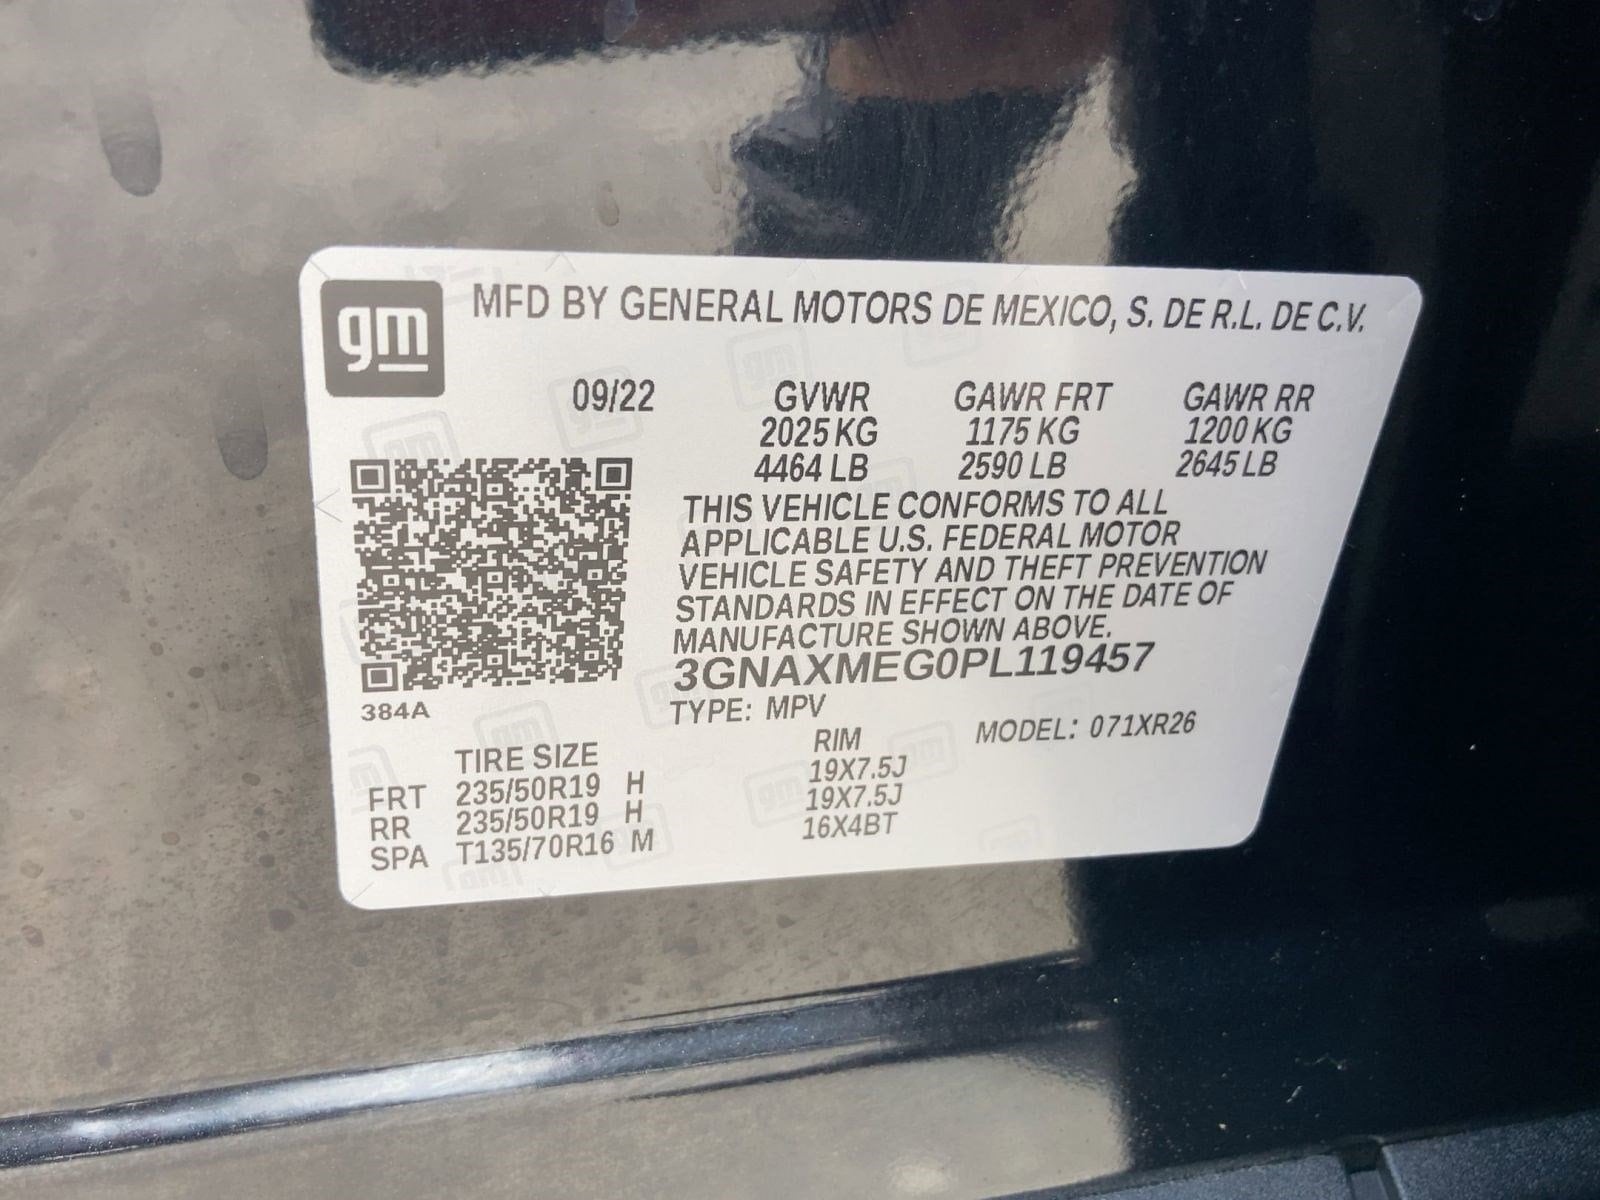 gm MFD BY GENERAL MOTORS DE MEXICO, S. DE R.L. DE C.V.
09/22 GVWR GAWR FRT GAWR RR
2025 KG 1175 KG 1200 KG
4464 LB 2590 LB 2645 LB
THIS VEHICLE CONFORMS TO ALL
APPLICABLE U.S. FEDERAL MOTOR
VEHICLE SAFETY AND THEFT PREVENTION
STANDARDS IN EFFECT ON THE DATE OF
MANUFACTURE SHOWN ABOVE.
3GNAXMEG0PL119457
384A TYPE: MPV MODEL: 071XR26
TIRE SIZE RIM
FRT 235/50R19 H 19X7.5J
RR 235/50R19 H 19X7.5J
SPA T135/70R16 M 16X4BT